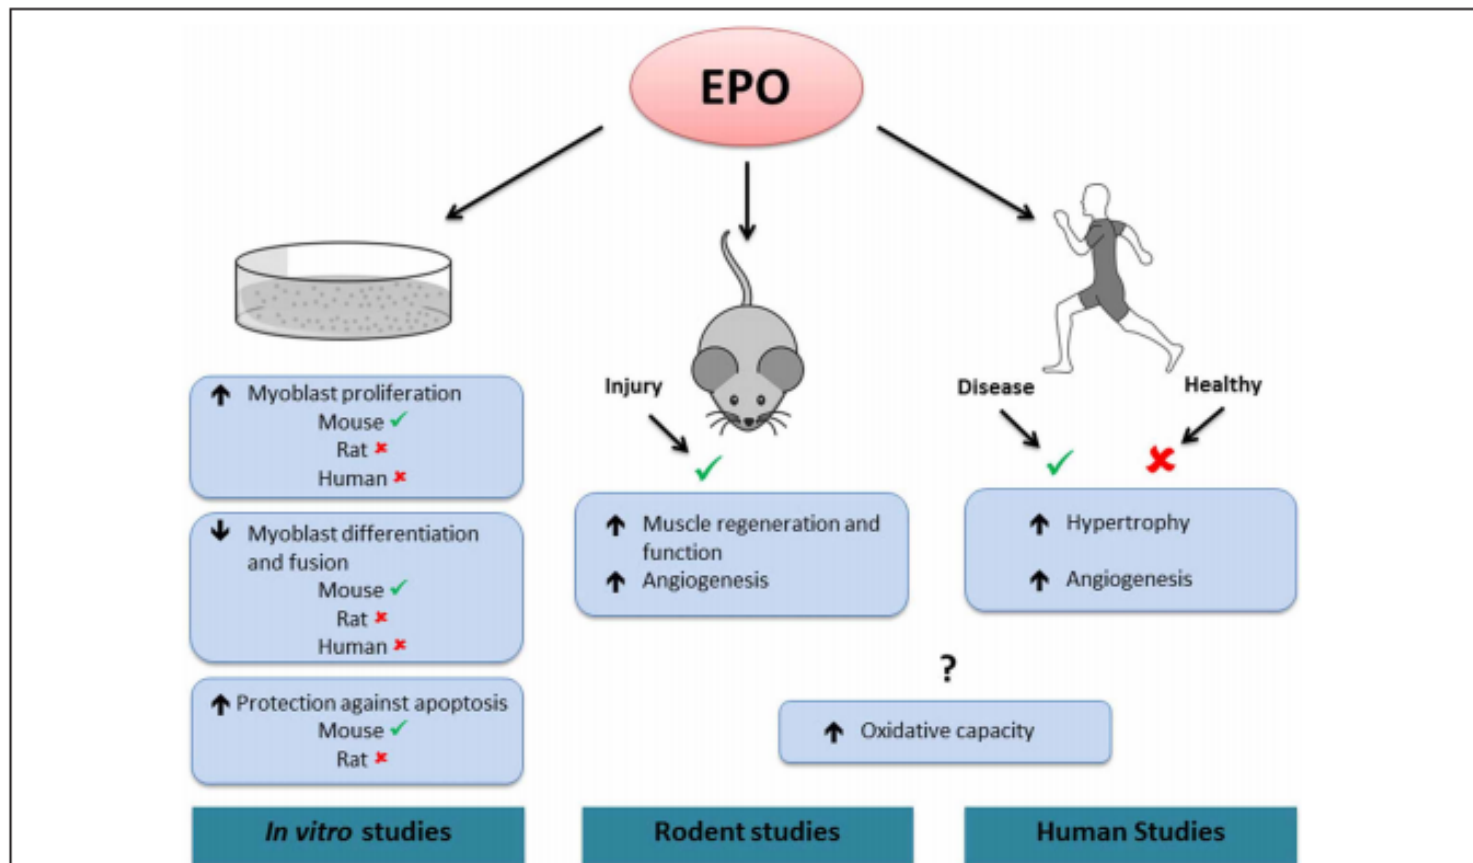 EPO
↑ Myoblast proliferation
Mouse ✓
Rat ✘
Human ✘
↓ Myoblast differentiation
and fusion
Mouse ✓
Rat ✘
Human ✘
↑ Protection against apoptosis
Mouse ✓
Rat ✘
In vitro studies
Injury
✓
↑ Muscle regeneration and
function
↑ Angiogenesis
Rodent studies
Disease
Healthy
✓ ✘
↑ Hypertrophy
↑ Angiogenesis
?
↑ Oxidative capacity
Human Studies